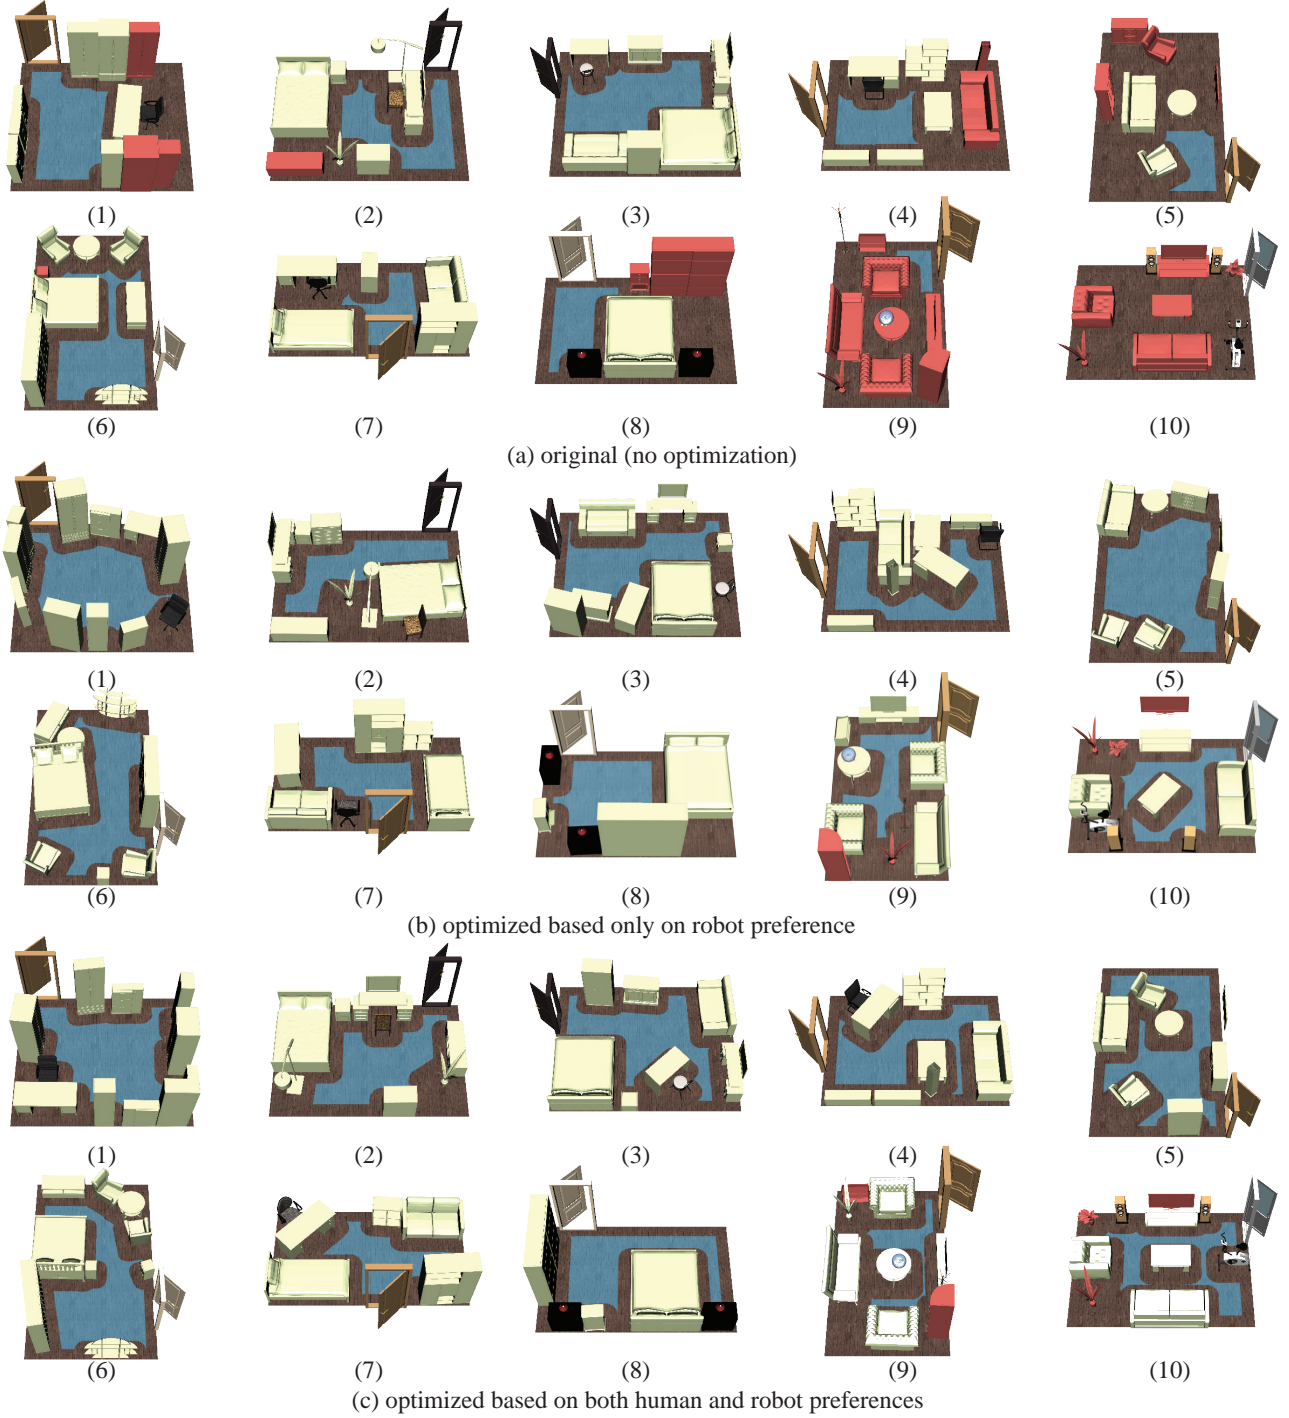 (1) (2) (3) (4) (5)
(6) (7) (8) (9) (10)
(a) original (no optimization)
(1) (2) (3) (4) (5)
(6) (7) (8) (9) (10)
(b) optimized based only on robot preference
(1) (2) (3) (4) (5)
(6) (7) (8) (9) (10)
(c) optimized based on both human and robot preferences